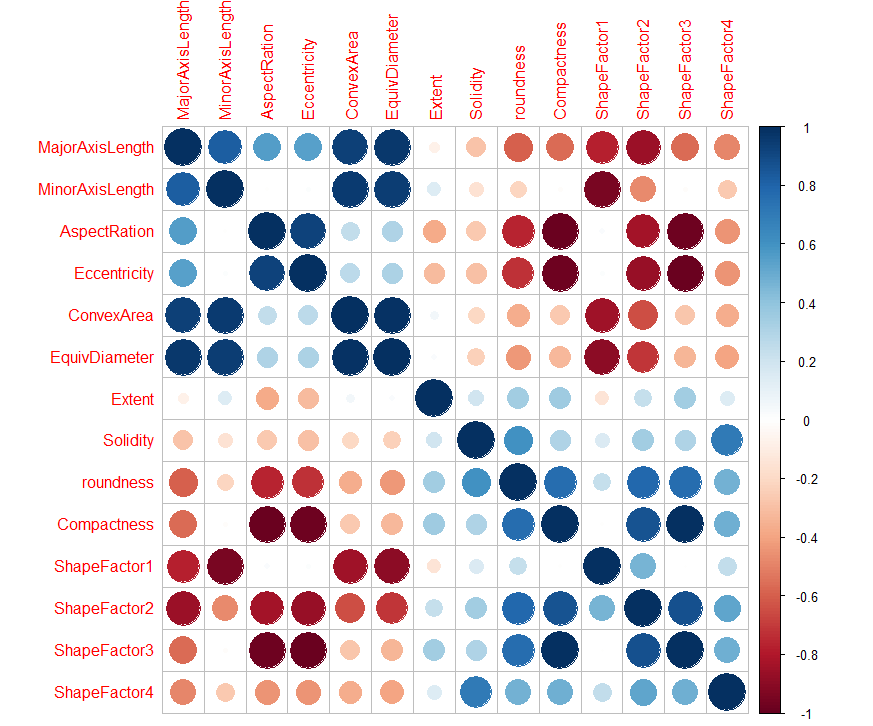 MajorAxisLength
MinorAxisLength
AspectRation
Eccentricity
ConvexArea
EquivDiameter
Extent
Solidity
roundness
Compactness
ShapeFactor1
ShapeFactor2
ShapeFactor3
ShapeFactor4
MajorAxisLength
MinorAxisLength
AspectRation
Eccentricity
ConvexArea
EquivDiameter
Extent
Solidity
roundness
Compactness
ShapeFactor1
ShapeFactor2
ShapeFactor3
ShapeFactor4
1
0.8
0.6
0.4
0.2
0
-0.2
-0.4
-0.6
-0.8
-1